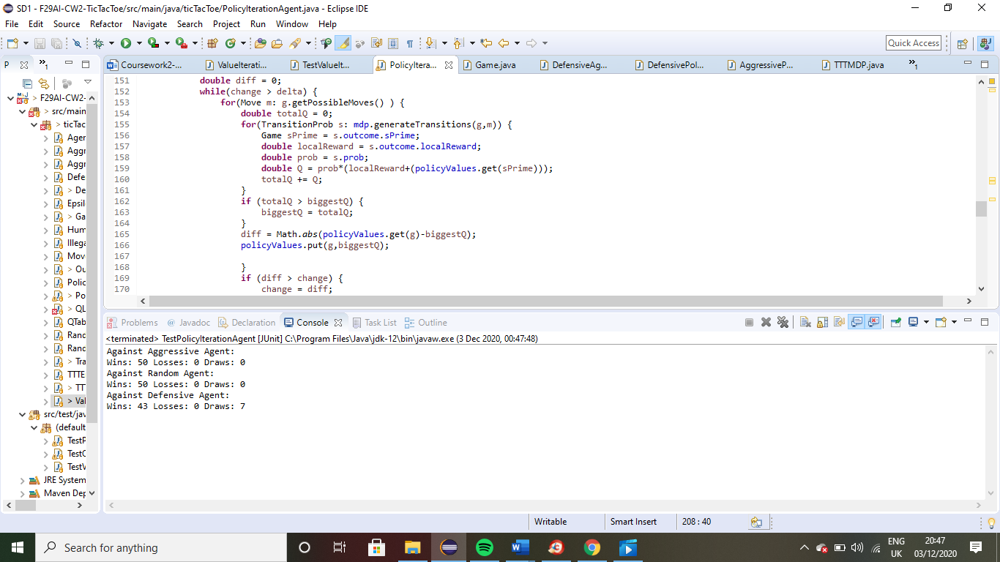 SD1 - F29AI-CW2-TicTacToe/src/main/java/ticTacToe/PolicyIterationAgent.java - Eclipse IDE
File Edit Source Refactor Navigate Search Project Run Window Help
Quick Access
P
»1
Coursework2-... ValueIterati... TestValueIt... PolicyItera... Game.java DefensiveAg... DefensivePol... AggressiveP... TTTMDP.java »1
> F29AI-CW2-
> src/main
> ticTac
Agen
Aggr
Aggr
Defe
> De
Epsil
> Ga
Hum
Illega
Mov
> Ou
Polic
> Po
> QL
QTab
Rand
Rand
> Tra
TTTE
> TT
> Val
src/test/jav
(default
TestP
TestQ
TestV
JRE System
Maven Dep
151 double diff = 0;
152 while(change > delta) {
153 for(Move m: g.getPossibleMoves() ) {
154 double totalQ = 0;
155 for(TransitionProb s: mdp.generateTransitions(g,m)) {
156 Game sPrime = s.outcome.sPrime;
157 double localReward = s.outcome.localReward;
158 double prob = s.prob;
159 double Q = prob*(localReward+(policyValues.get(sPrime)));
160 totalQ += Q;
161 }
162 if (totalQ > biggestQ) {
163 biggestQ = totalQ;
164 }
165 diff = Math.abs(policyValues.get(g)-biggestQ);
166 policyValues.put(g,biggestQ);
167
168 }
169 if (diff > change) {
170 change = diff;
Problems @ Javadoc Declaration Console Task List Outline
<terminated> TestPolicyIterationAgent [JUnit] C:\Program Files\Java\jdk-12\bin\javaw.exe (3 Dec 2020, 00:47:48)
Against Aggressive Agent:
Wins: 50 Losses: 0 Draws: 0
Against Random Agent:
Wins: 50 Losses: 0 Draws: 0
Against Defensive Agent:
Wins: 43 Losses: 0 Draws: 7
Writable Smart Insert 208 : 40
Search for anything
ENG
UK
20:47
03/12/2020